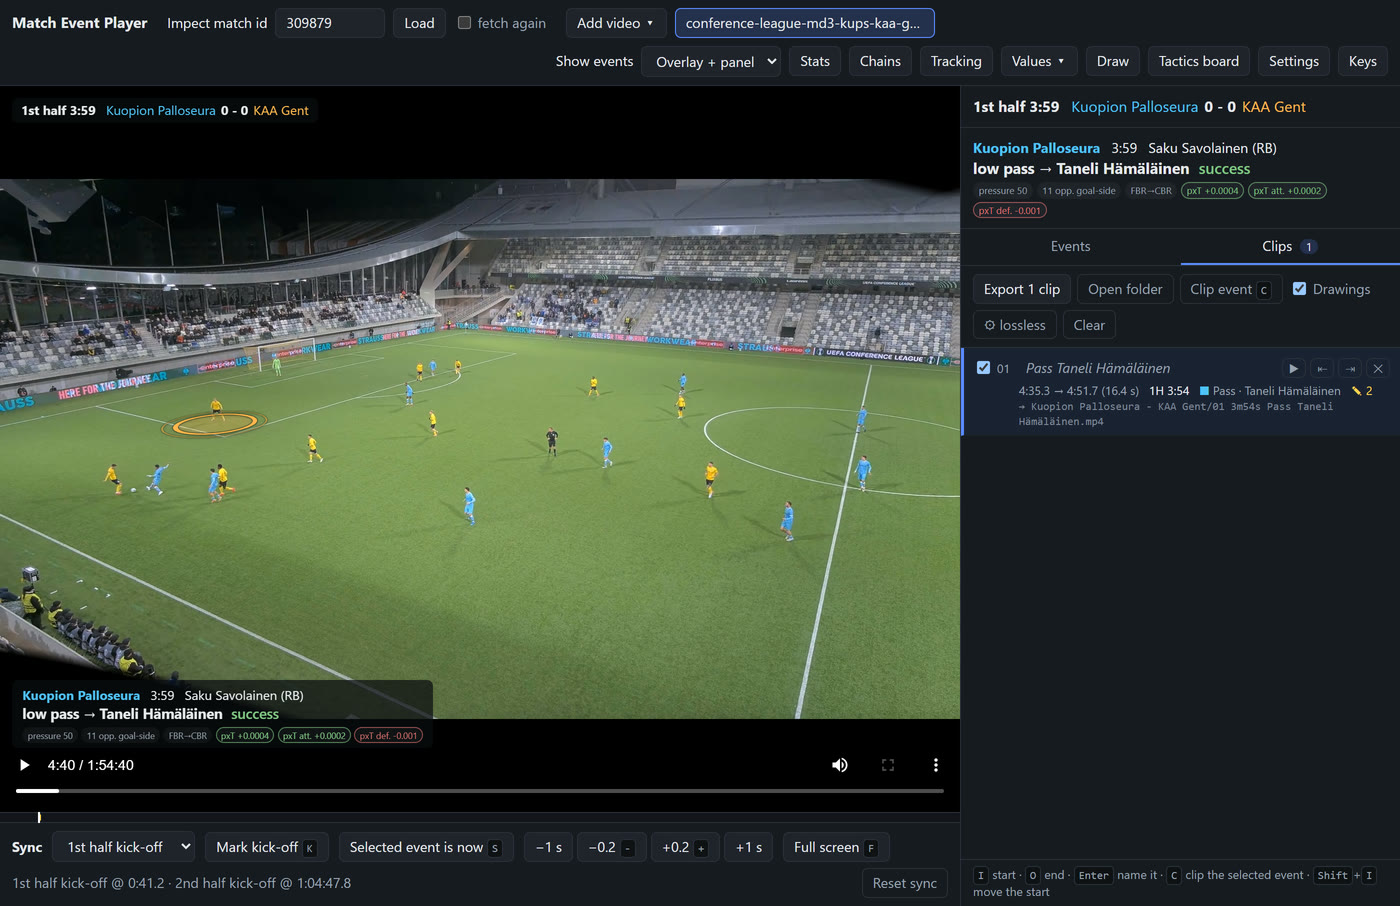 Match Event Player Impect match id 309879 Load fetch again Add video ▾ conference-league-md3-kups-kaa-g...
Show events Overlay + panel Stats Chains Tracking Values ▾ Draw Tactics board Settings Keys
1st half 3:59 Kuopion Palloseura 0 - 0 KAA Gent
HERE FOR THE JOURNEY
enterprise
STRAUSS
WORKWEAR
UEFA CONFERENCE LEAGUE
Kuopion Palloseura 3:59 Saku Savolainen (RB)
low pass → Taneli Hämäläinen success
pressure 50 11 opp. goal-side FBR→CBR pxT +0.0004 pxT att. +0.0002 pxT def. -0.001
4:40 / 1:54:40
Sync 1st half kick-off Mark kick-off K Selected event is now S −1 s −0.2 - +0.2 + +1 s Full screen F
1st half kick-off @ 0:41.2 · 2nd half kick-off @ 1:04:47.8 Reset sync
1st half 3:59 Kuopion Palloseura 0 - 0 KAA Gent
Kuopion Palloseura 3:59 Saku Savolainen (RB)
low pass → Taneli Hämäläinen success
pressure 50 11 opp. goal-side FBR→CBR pxT +0.0004 pxT att. +0.0002
pxT def. -0.001
Events Clips 1
Export 1 clip Open folder Clip event C Drawings
⚙ lossless Clear
01 Pass Taneli Hämäläinen
4:35.3 → 4:51.7 (16.4 s) 1H 3:54 Pass · Taneli Hämäläinen ✏ 2
→ Kuopion Palloseura - KAA Gent/01 3m54s Pass Taneli
Hämäläinen.mp4
I start · O end · Enter name it · C clip the selected event · Shift + I
move the start